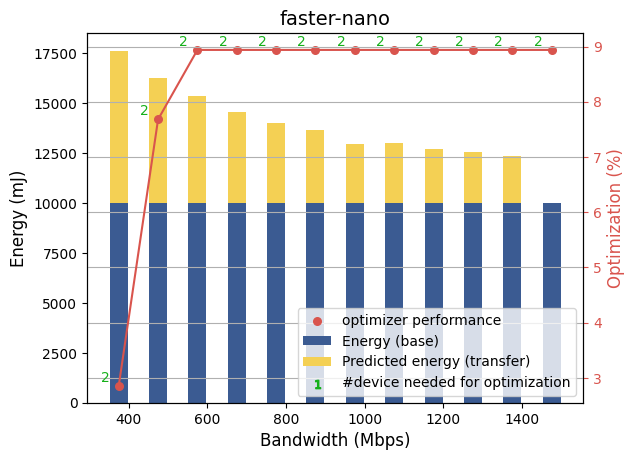 faster-nano
2 2 2 2 2 2 2 2 2 2
2
2
17500
15000
12500
10000
7500
5000
2500
0
Energy (mJ)
9
8
7
6
5
4
3
Optimization (%)
optimizer performance
Energy (base)
Predicted energy (transfer)
1 #device needed for optimization
400 600 800 1000 1200 1400
Bandwidth (Mbps)